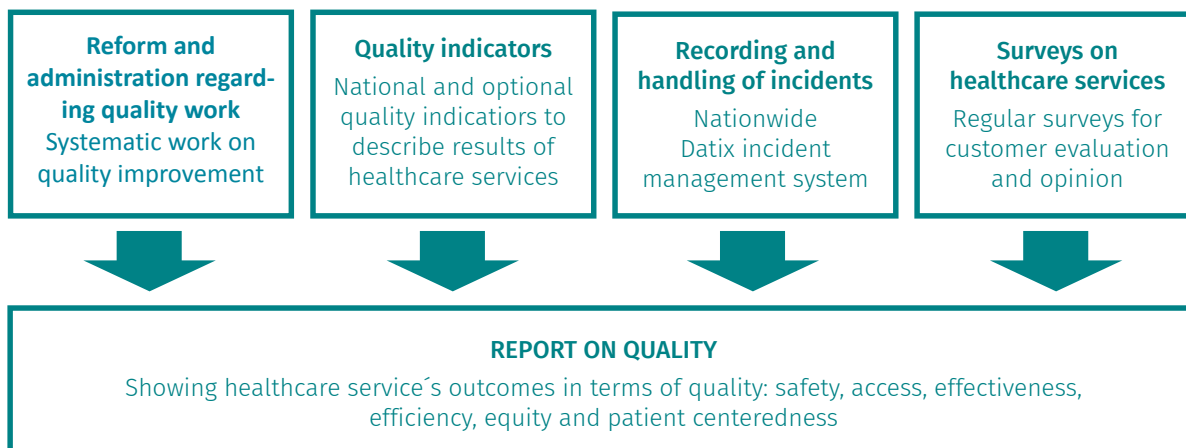 Reform and
administration regard-
ing quality work
Systematic work on
quality improvement
Quality indicators
National and optional
quality indicatiors to
describe results of
healthcare services
Recording and
handling of incidents
Nationwide
Datix incident
management system
Surveys on
healthcare services
Regular surveys for
customer evaluation
and opinion
REPORT ON QUALITY
Showing healthcare service´s outcomes in terms of quality: safety, access, effectiveness,
efficiency, equity and patient centeredness